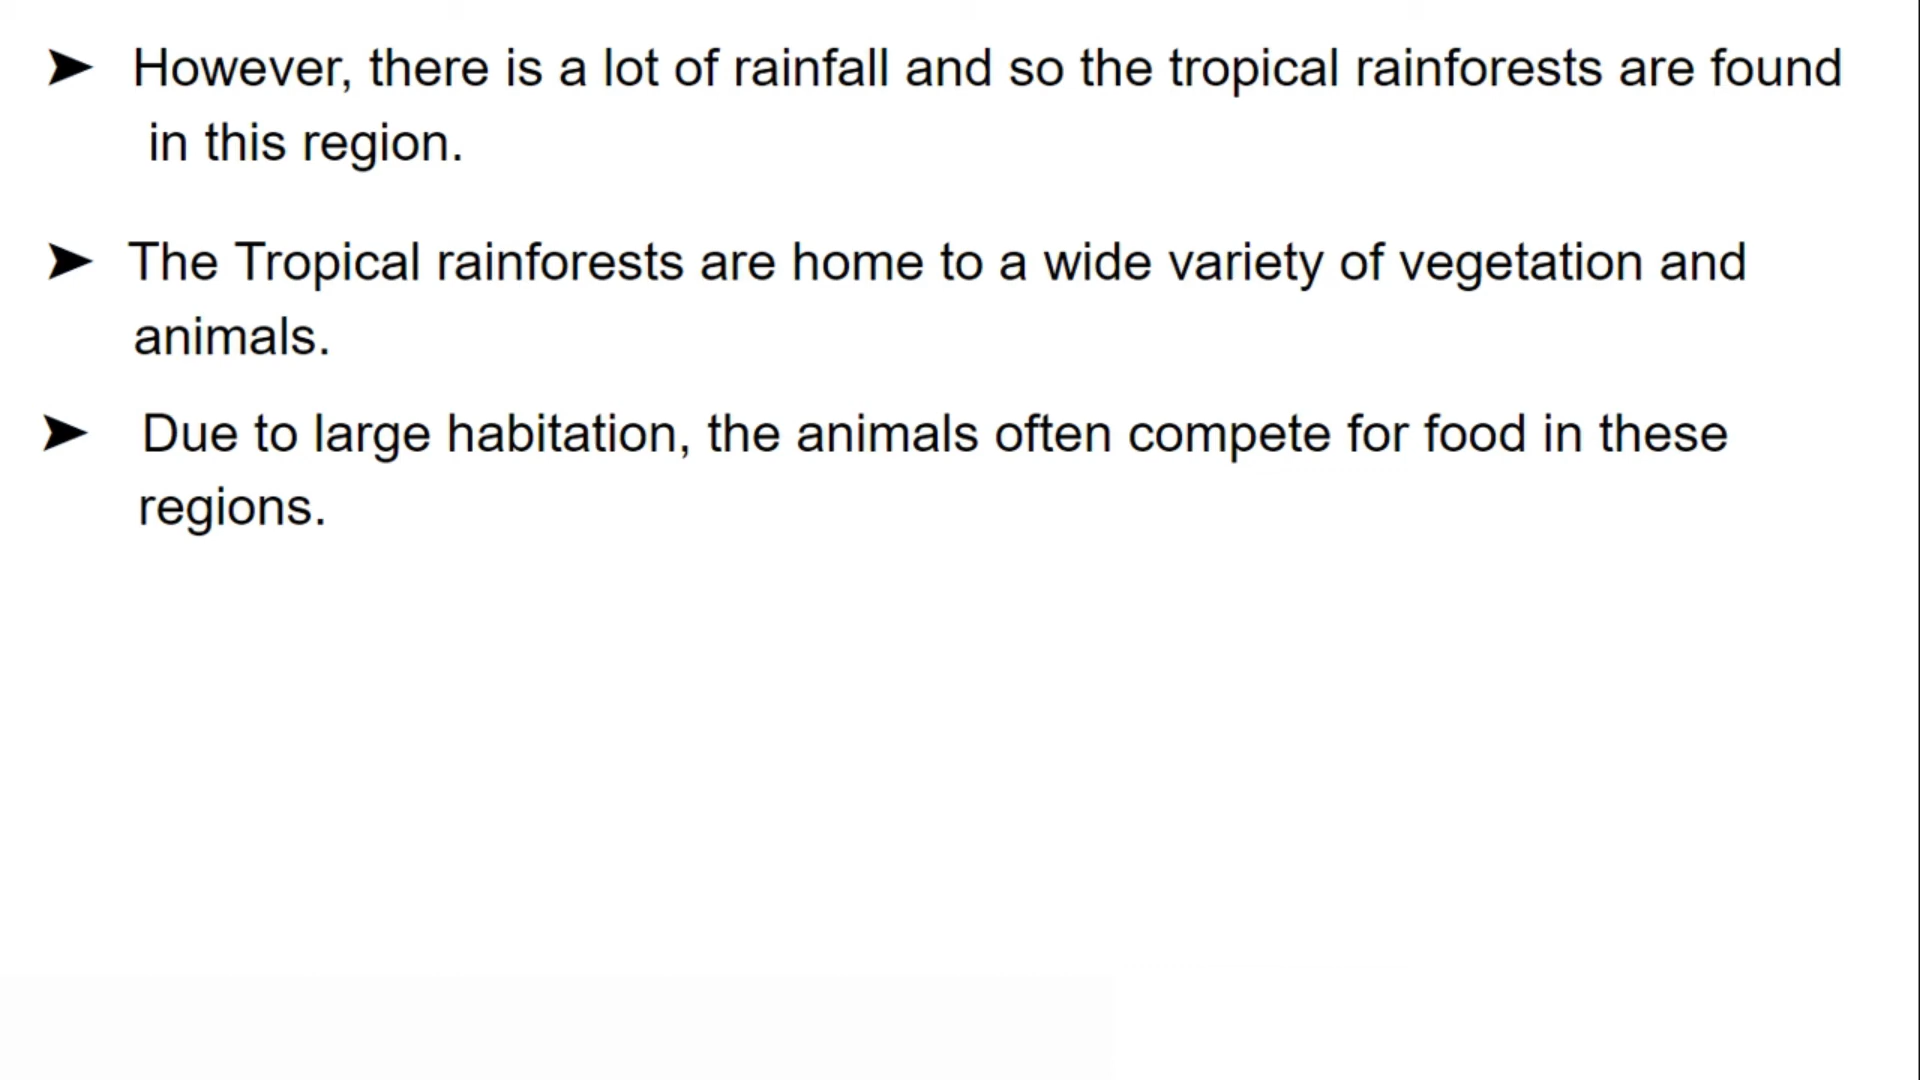 ➤ However, there is a lot of rainfall and so the tropical rainforests are found
in this region.
➤ The Tropical rainforests are home to a wide variety of vegetation and
animals.
➤ Due to large habitation, the animals often compete for food in these
regions.